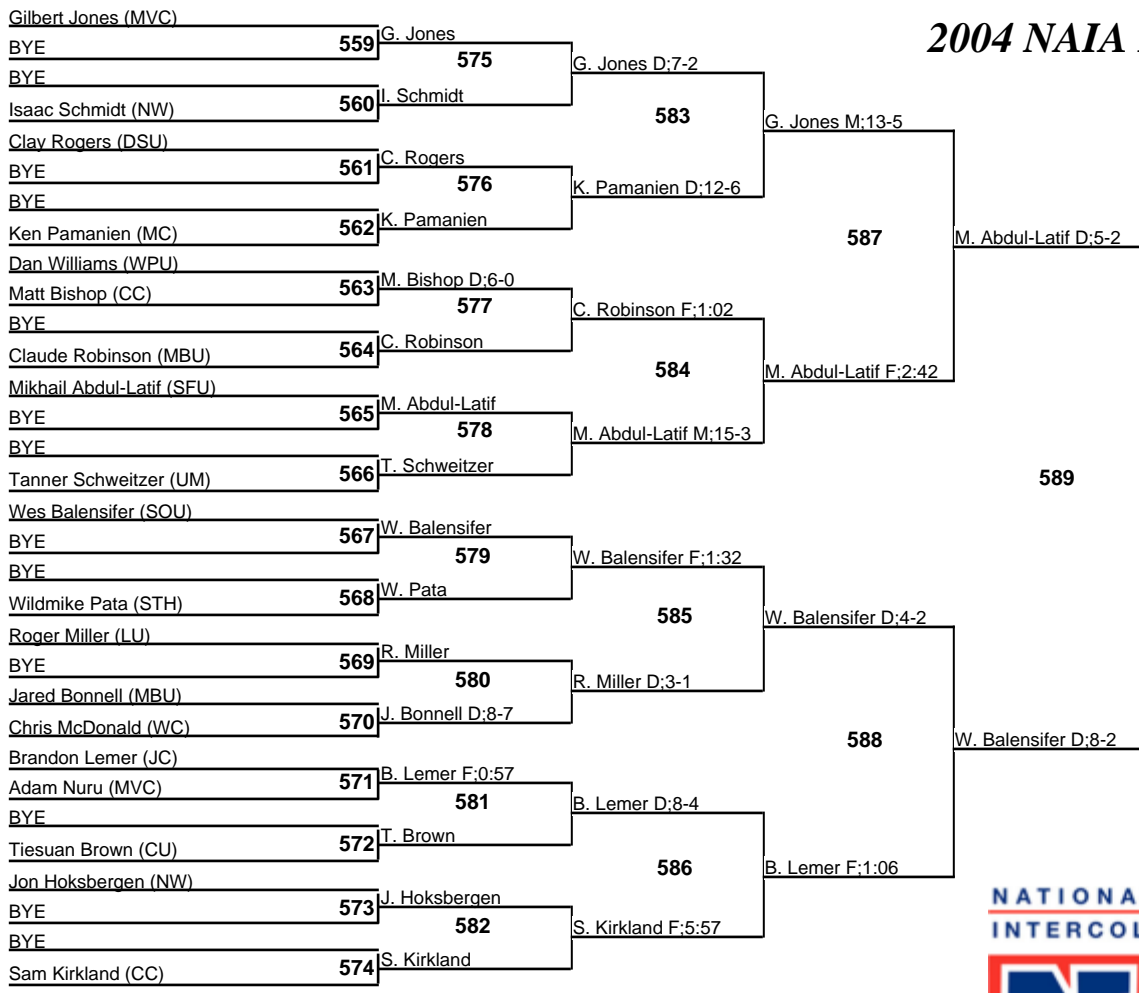 2004 NAIA
Gilbert Jones (MVC)
BYE
559
G. Jones
575
BYE
Isaac Schmidt (NW)
560
I. Schmidt
G. Jones D;7-2
583
Clay Rogers (DSU)
BYE
561
C. Rogers
576
BYE
Ken Pamanien (MC)
562
K. Pamanien
K. Pamanien D;12-6
G. Jones M;13-5
587
Dan Williams (WPU)
Matt Bishop (CC)
563
M. Bishop D;6-0
577
BYE
Claude Robinson (MBU)
564
C. Robinson
C. Robinson F;1:02
584
Mikhail Abdul-Latif (SFU)
BYE
565
M. Abdul-Latif
578
BYE
Tanner Schweitzer (UM)
566
T. Schweitzer
M. Abdul-Latif M;15-3
M. Abdul-Latif F;2:42
M. Abdul-Latif D;5-2
589
Wes Balensifer (SOU)
BYE
567
W. Balensifer
579
BYE
Wildmike Pata (STH)
568
W. Pata
W. Balensifer F;1:32
585
Roger Miller (LU)
BYE
569
R. Miller
580
Jared Bonnell (MBU)
Chris McDonald (WC)
570
J. Bonnell D;8-7
R. Miller D;3-1
W. Balensifer D;4-2
588
Brandon Lemer (JC)
Adam Nuru (MVC)
571
B. Lemer F;0:57
581
BYE
Tiesuan Brown (CU)
572
T. Brown
B. Lemer D;8-4
586
Jon Hoksbergen (NW)
BYE
573
J. Hoksbergen
582
BYE
Sam Kirkland (CC)
574
S. Kirkland
S. Kirkland F;5:57
B. Lemer F;1:06
W. Balensifer D;8-2
NATIONA
INTERCOL